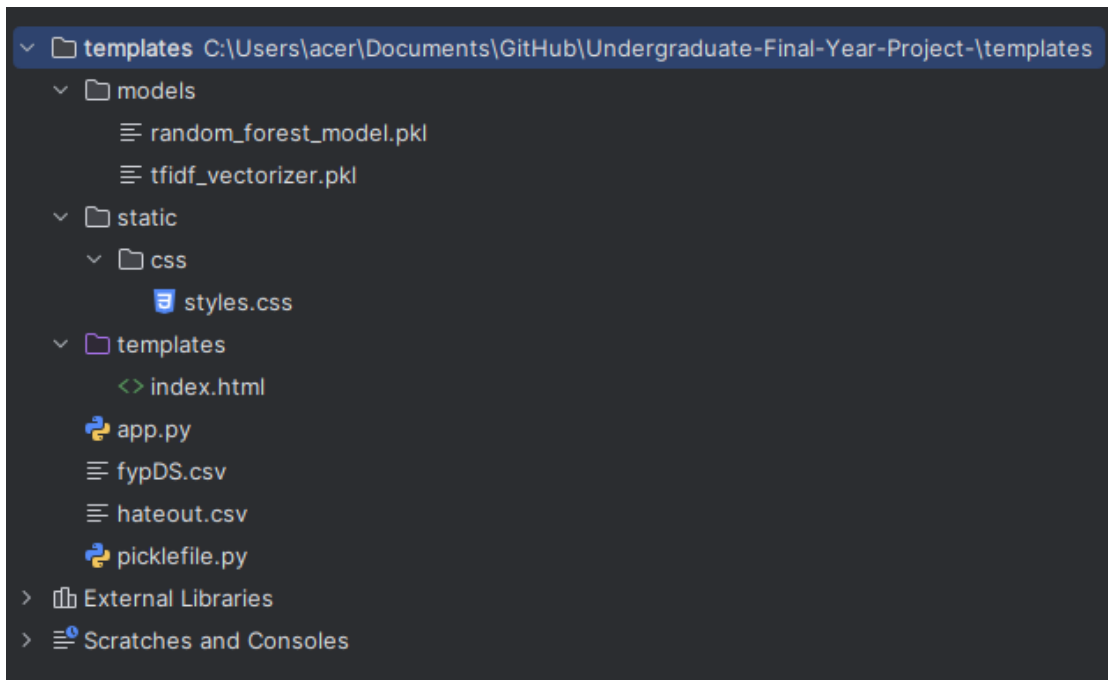 templates C:\Users\acer\Documents\GitHub\Undergraduate-Final-Year-Project-\templates
models
random_forest_model.pkl
tfidf_vectorizer.pkl
static
css
styles.css
templates
<> index.html
app.py
fypDS.csv
hateout.csv
picklefile.py
External Libraries
Scratches and Consoles